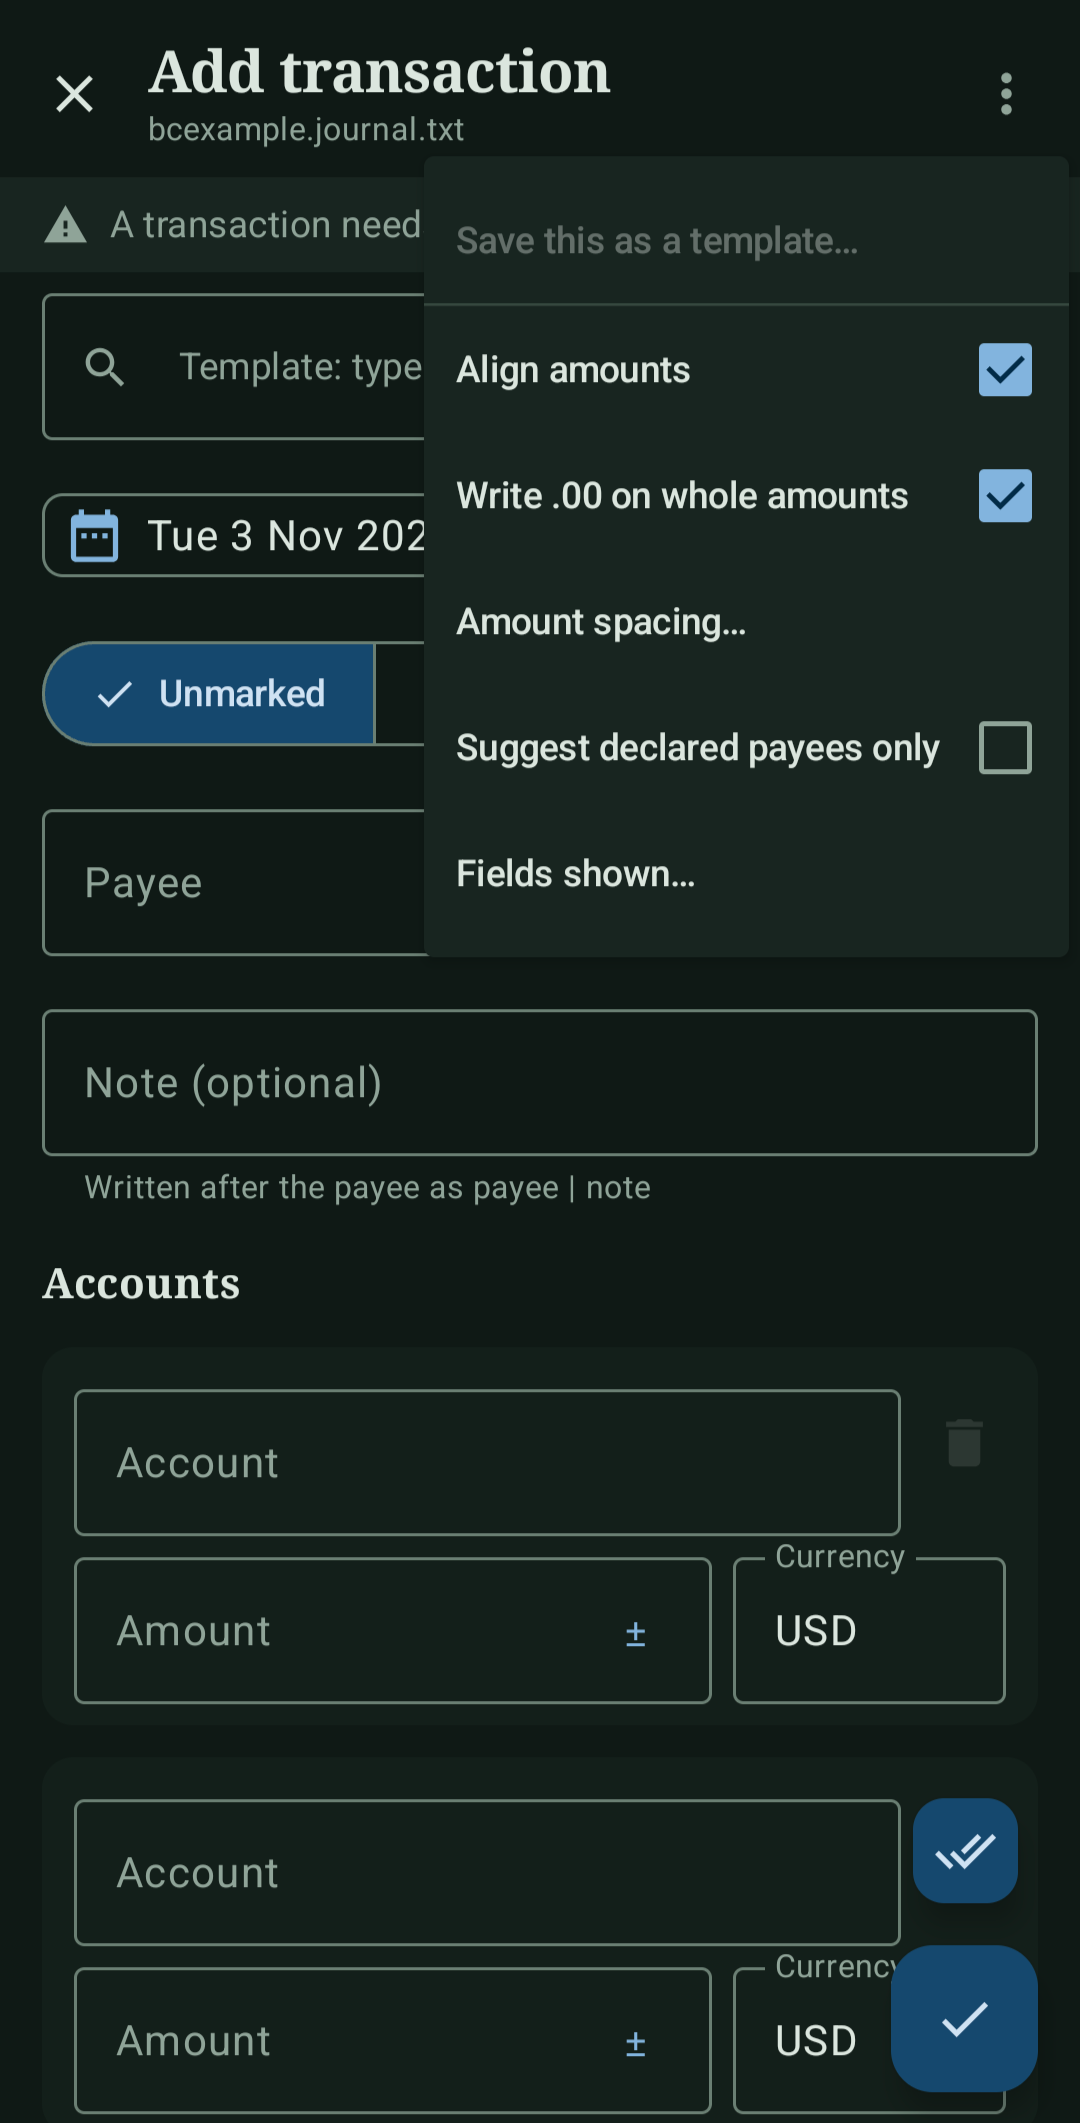 Add transaction
bcexample.journal.txt
A transaction need
Save this as a template...
Template: type
Align amounts
Write .00 on whole amounts
Tue 3 Nov 202
Amount spacing...
Unmarked
Suggest declared payees only
Payee
Fields shown...
Note (optional)
Written after the payee as payee | note
Accounts
Account
Amount ±
Currency
USD
Account
Amount ±
Currency
USD